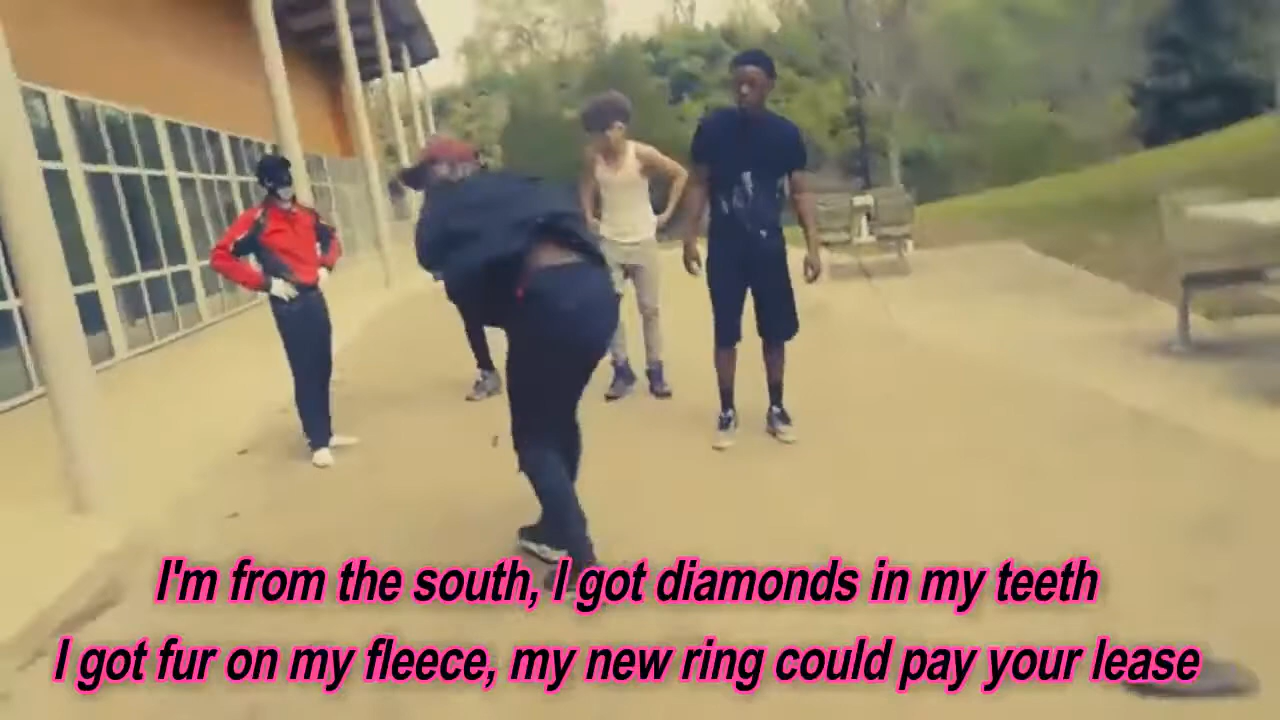 I'm from the south, I got diamonds in my teeth
I got fur on my fleece, my new ring could pay your lease